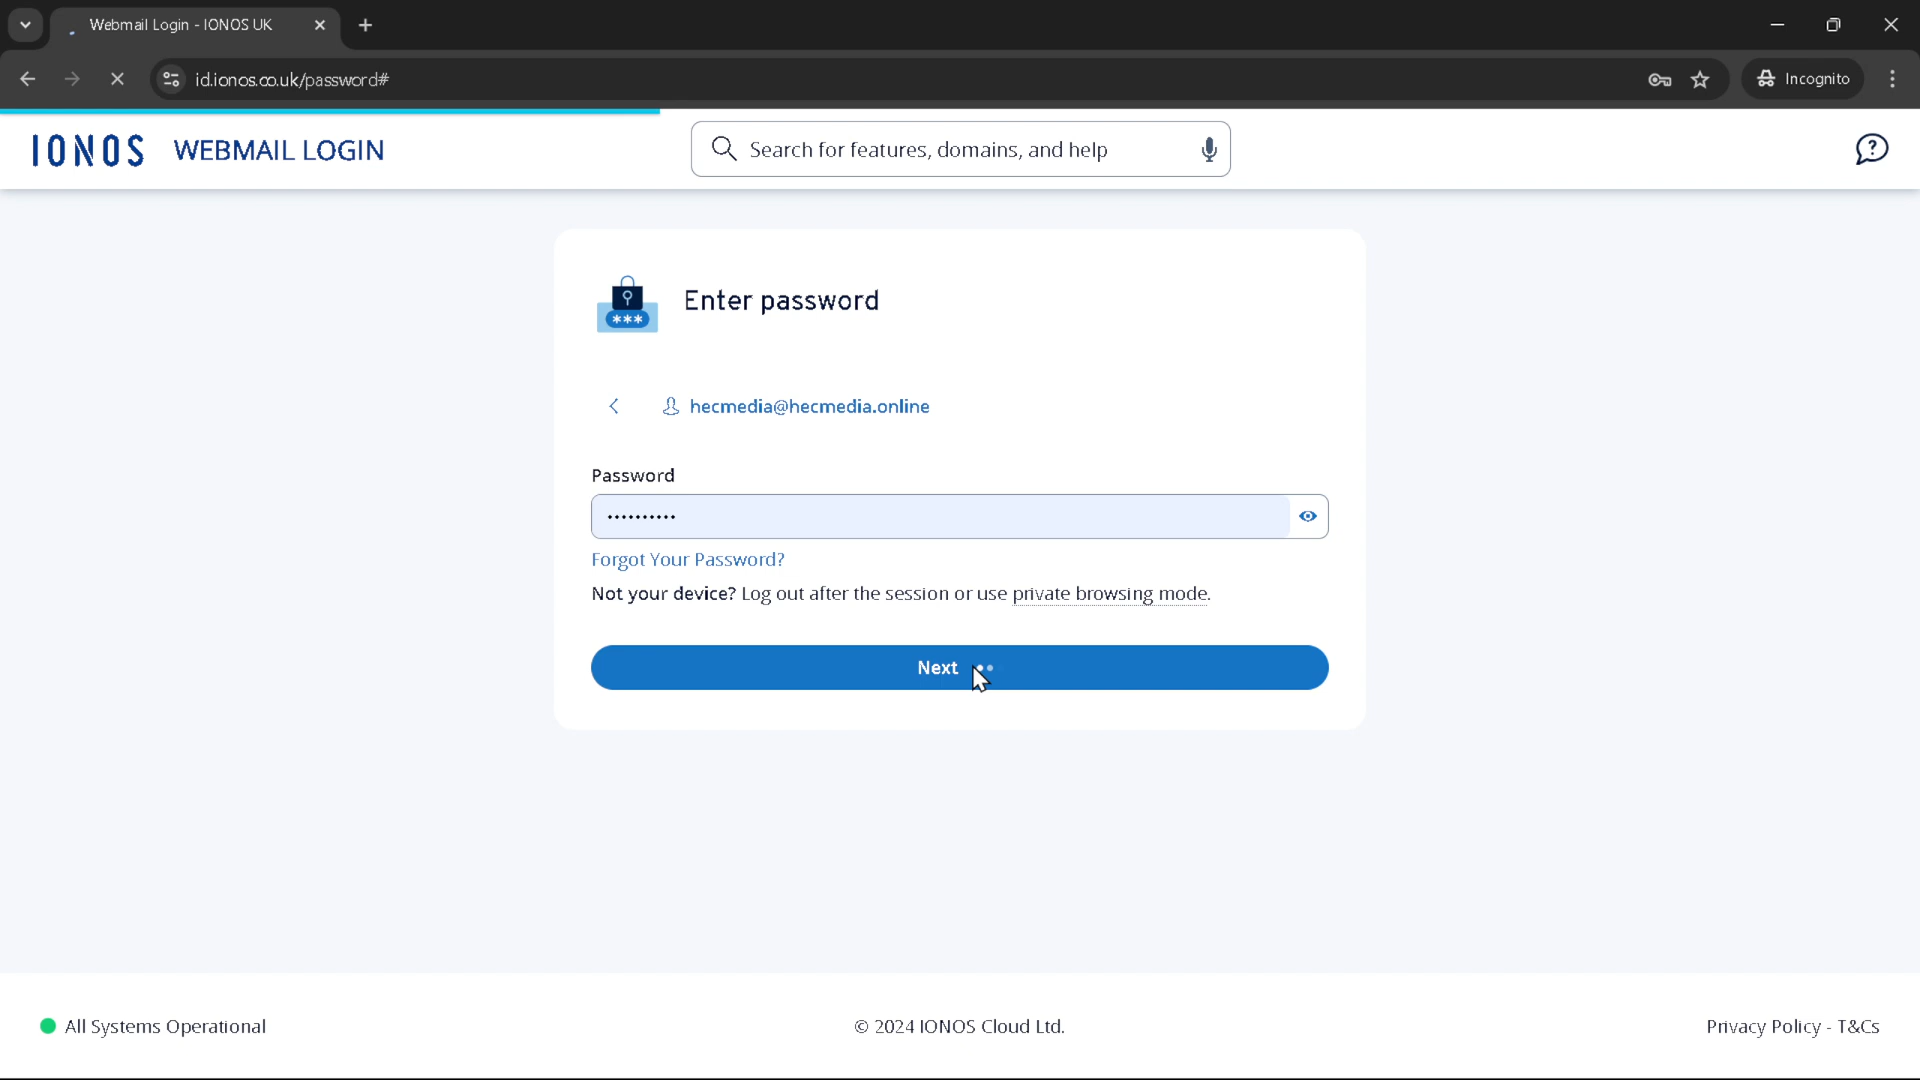 Webmail Login - IONOS UK
id.ionos.co.uk/password#
Incognito
IONOS WEBMAIL LOGIN
Search for features, domains, and help
?
***
Enter password
hecmedia@hecmedia.online
Password
••••••••••
Forgot Your Password?
Not your device? Log out after the session or use private browsing mode.
Next
All Systems Operational
© 2024 IONOS Cloud Ltd.
Privacy Policy - T&Cs